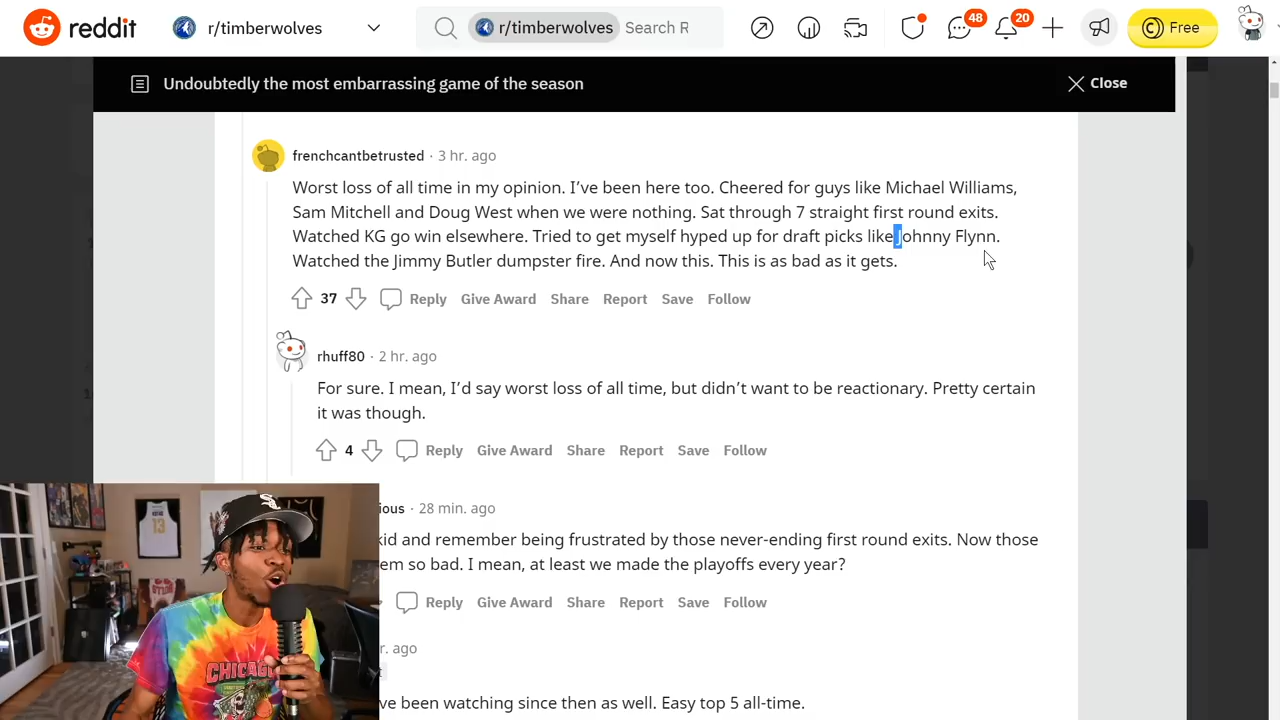 reddit r/timberwolves r/timberwolves Search R 48 20 Free
Undoubtedly the most embarrassing game of the season Close
frenchcantbetrusted · 3 hr. ago
Worst loss of all time in my opinion. I’ve been here too. Cheered for guys like Michael Williams,
Sam Mitchell and Doug West when we were nothing. Sat through 7 straight first round exits.
Watched KG go win elsewhere. Tried to get myself hyped up for draft picks like Johnny Flynn.
Watched the Jimmy Butler dumpster fire. And now this. This is as bad as it gets.
37 Reply Give Award Share Report Save Follow
rhuff80 · 2 hr. ago
For sure. I mean, I’d say worst loss of all time, but didn’t want to be reactionary. Pretty certain
it was though.
4 Reply Give Award Share Report Save Follow
ious · 28 min. ago
kid and remember being frustrated by those never-ending first round exits. Now those
em so bad. I mean, at least we made the playoffs every year?
Reply Give Award Share Report Save Follow
r. ago
ve been watching since then as well. Easy top 5 all-time.
13
CHICAGO